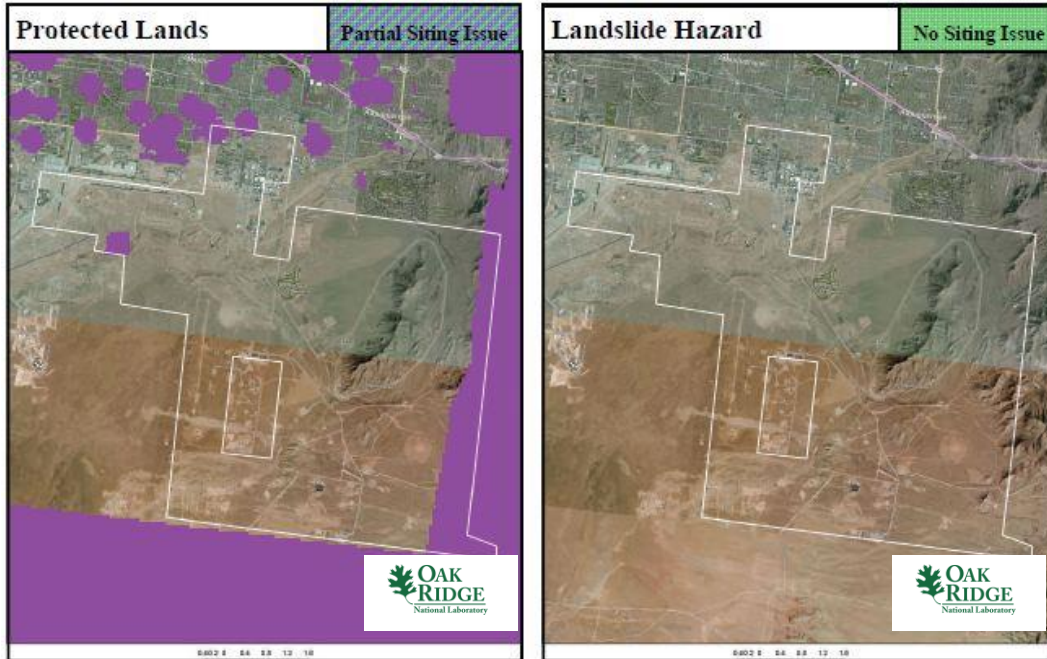 Protected Lands
Partial Siting Issue
Landslide Hazard
No Siting Issue
OAK
RIDGE
National Laboratory
OAK
RIDGE
National Laboratory